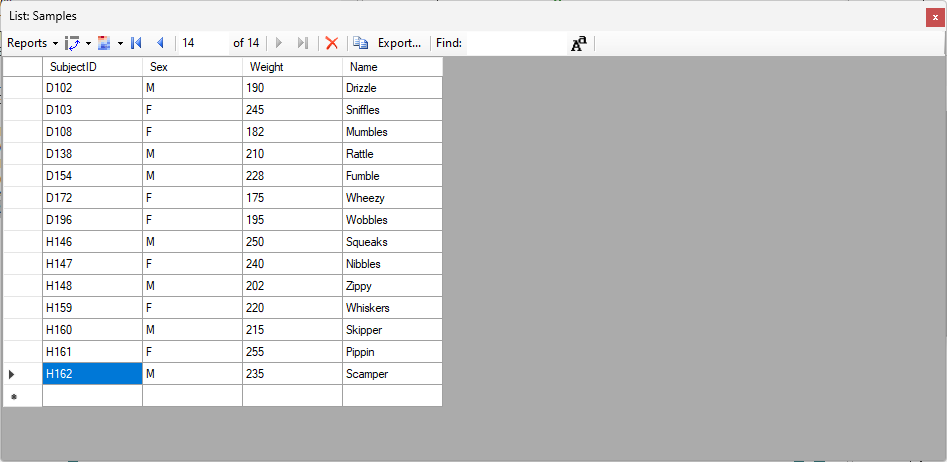 List: Samples x
Reports 14 of 14 Export... Find: Aa
SubjectID Sex Weight Name
D102 M 190 Drizzle
D103 F 245 Sniffles
D108 F 182 Mumbles
D138 M 210 Rattle
D154 M 228 Fumble
D172 F 175 Wheezy
D196 F 195 Wobbles
H146 M 250 Squeaks
H147 F 240 Nibbles
H148 M 202 Zippy
H159 F 220 Whiskers
H160 M 215 Skipper
H161 F 255 Pippin
H162 M 235 Scamper